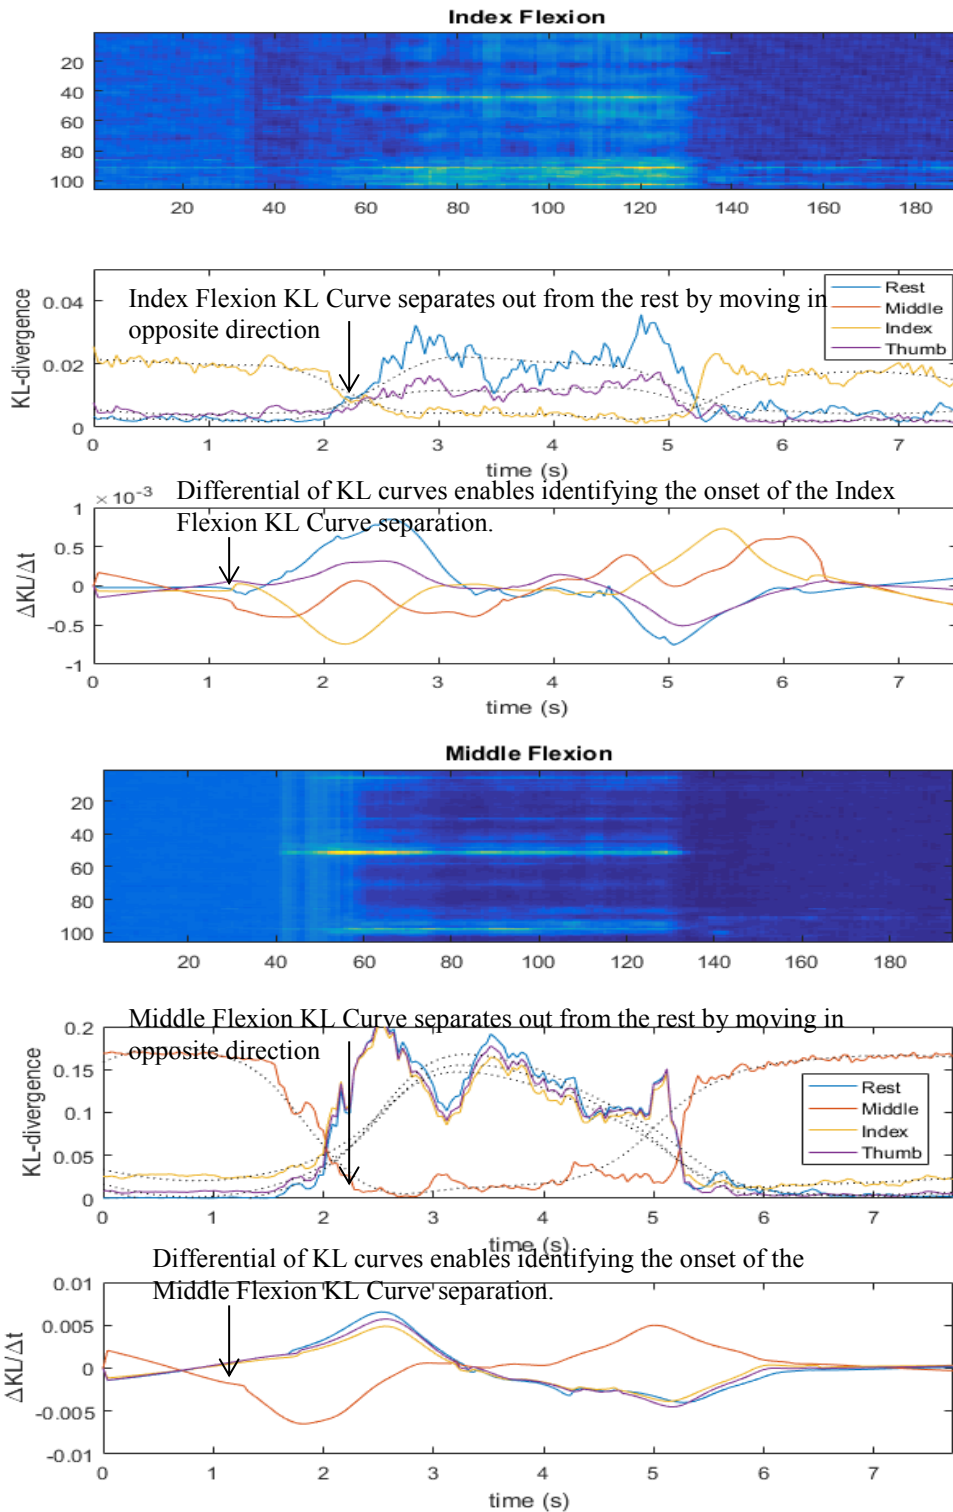 Index Flexion
20
40
60
80
100
20 40 60 80 100 120 140 160 180
Index Flexion KL Curve separates out from the rest by moving in
opposite direction
KL-divergence
0.04
0.02
0
Rest
Middle
Index
Thumb
0 1 2 3 4 5 6 7
time (s)
× 10^-3
Differential of KL curves enables identifying the onset of the Index
Flexion KL Curve separation.
ΔKL/Δt
1
0.5
0
-0.5
-1
0 1 2 3 4 5 6 7
time (s)
Middle Flexion
20
40
60
80
100
20 40 60 80 100 120 140 160 180
Middle Flexion KL Curve separates out from the rest by moving in
opposite direction
KL-divergence
0.2
0.15
0.1
0.05
0
Rest
Middle
Index
Thumb
0 1 2 3 4 5 6 7
time (s)
Differential of KL curves enables identifying the onset of the
Middle Flexion KL Curve separation.
ΔKL/Δt
0.01
0.005
0
-0.005
-0.01
0 1 2 3 4 5 6 7
time (s)